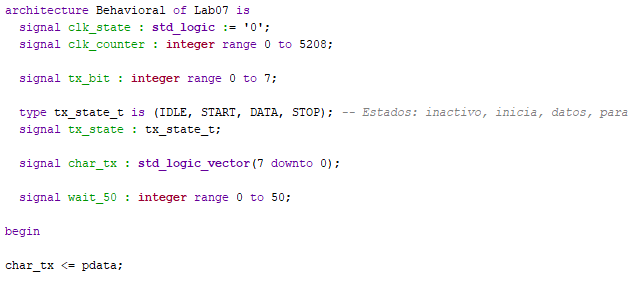 architecture Behavioral of Lab07 is
signal clk_state : std_logic := '0';
signal clk_counter : integer range 0 to 5208;
signal tx_bit : integer range 0 to 7;
type tx_state_t is (IDLE, START, DATA, STOP); -- Estados: inactivo, inicia, datos, para
signal tx_state : tx_state_t;
signal char_tx : std_logic_vector(7 downto 0);
signal wait_50 : integer range 0 to 50;
begin
char_tx <= pdata;